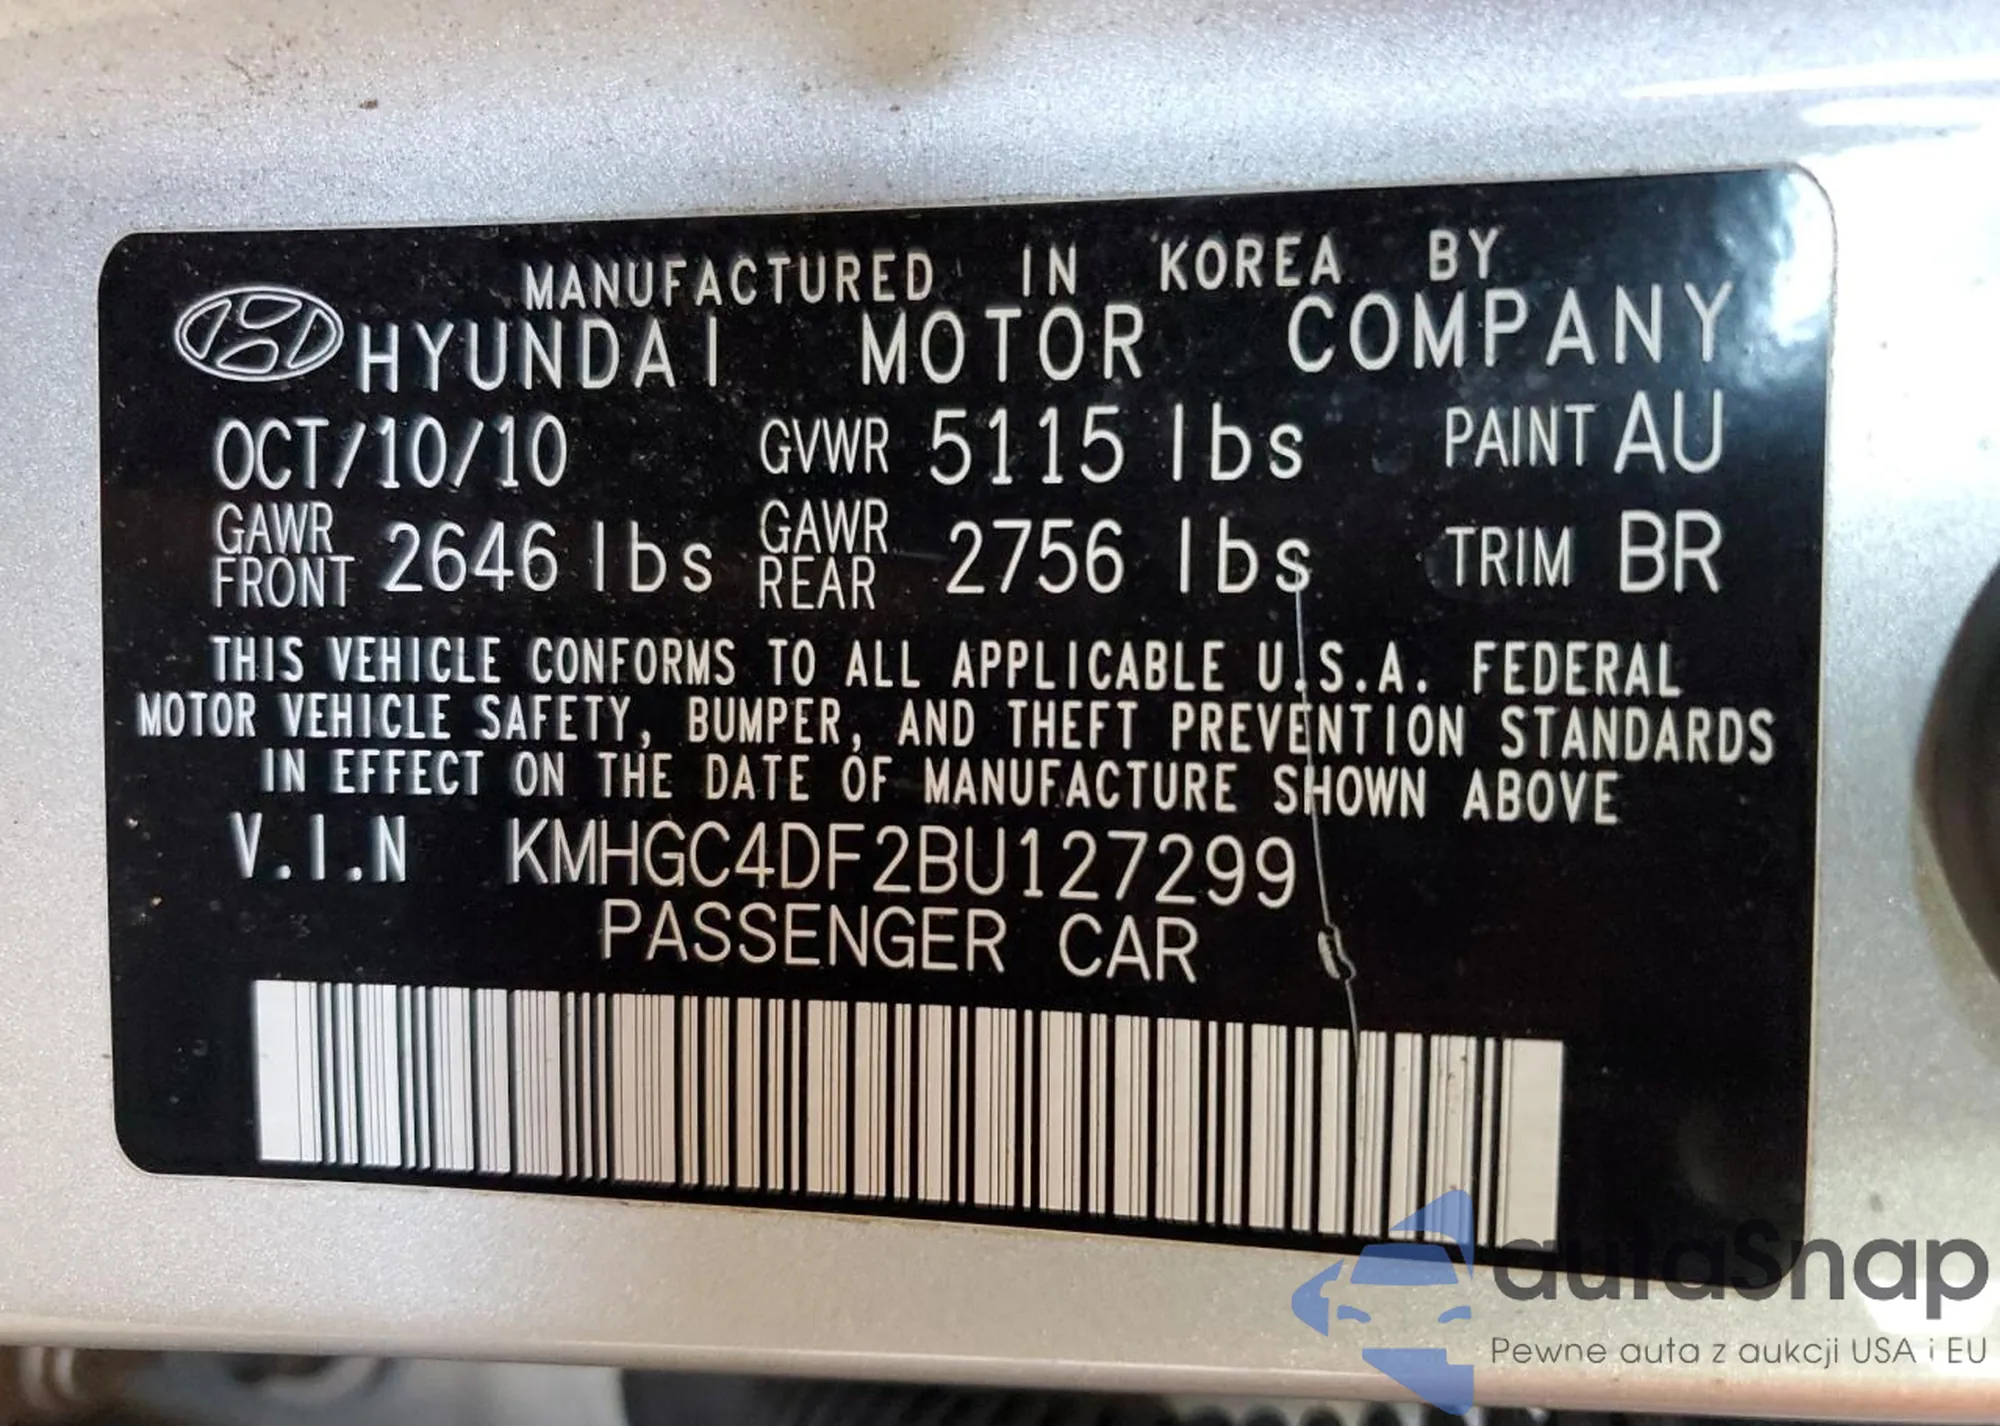 MANUFACTURED IN KOREA BY
HYUNDAI MOTOR COMPANY
OCT/10/10 GVWR 5115 lbs PAINT AU
GAWR FRONT 2646 lbs GAWR REAR 2756 lbs TRIM BR
THIS VEHICLE CONFORMS TO ALL APPLICABLE U.S.A. FEDERAL
MOTOR VEHICLE SAFETY, BUMPER, AND THEFT PREVENTION STANDARDS
IN EFFECT ON THE DATE OF MANUFACTURE SHOWN ABOVE
V.I.N KMHGC4DF2BU127299
PASSENGER CAR
autaSnap
Pewne auta z aukcji USA i EU